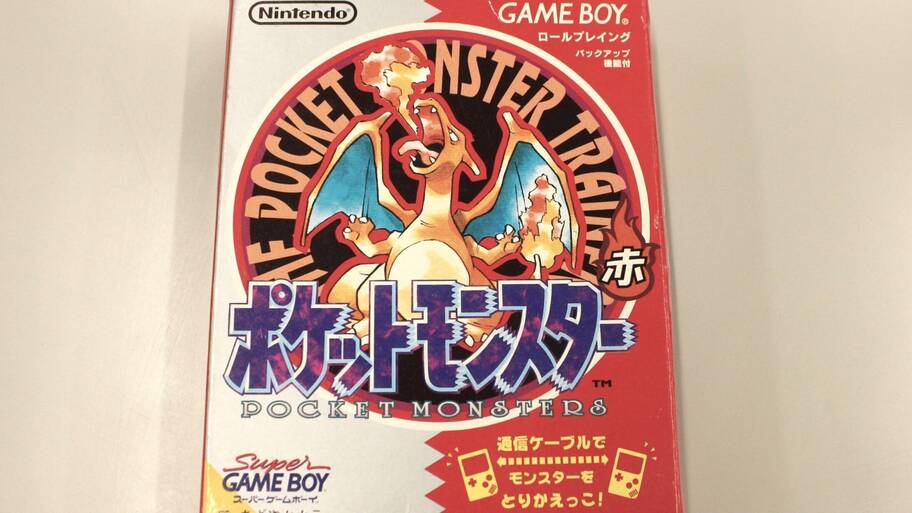 Nintendo
GAME BOY®
ロールプレイング
バックアップ
機能付
THE POCKET MONSTER TRAINE
赤
ポケットモンスター
TM
POCKET MONSTERS
通信ケーブルで
モンスターを
とりかえっこ!
Super
GAME BOY
スーパーゲームボーイ